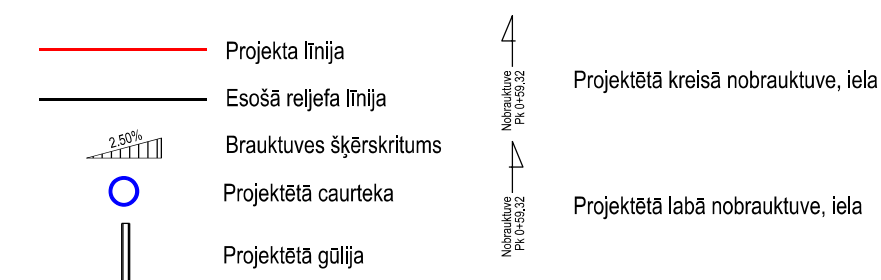 Projekta līnija
Esošā reljefa līnija
2.50%
Brauktuves šķērskritums
Projektētā caurteka
Projektētā gūlija
Nobrauktuve
Pk 0+59,32
Projektētā kreisā nobrauktuve, iela
Nobrauktuve
Pk 0+59,32
Projektētā labā nobrauktuve, iela